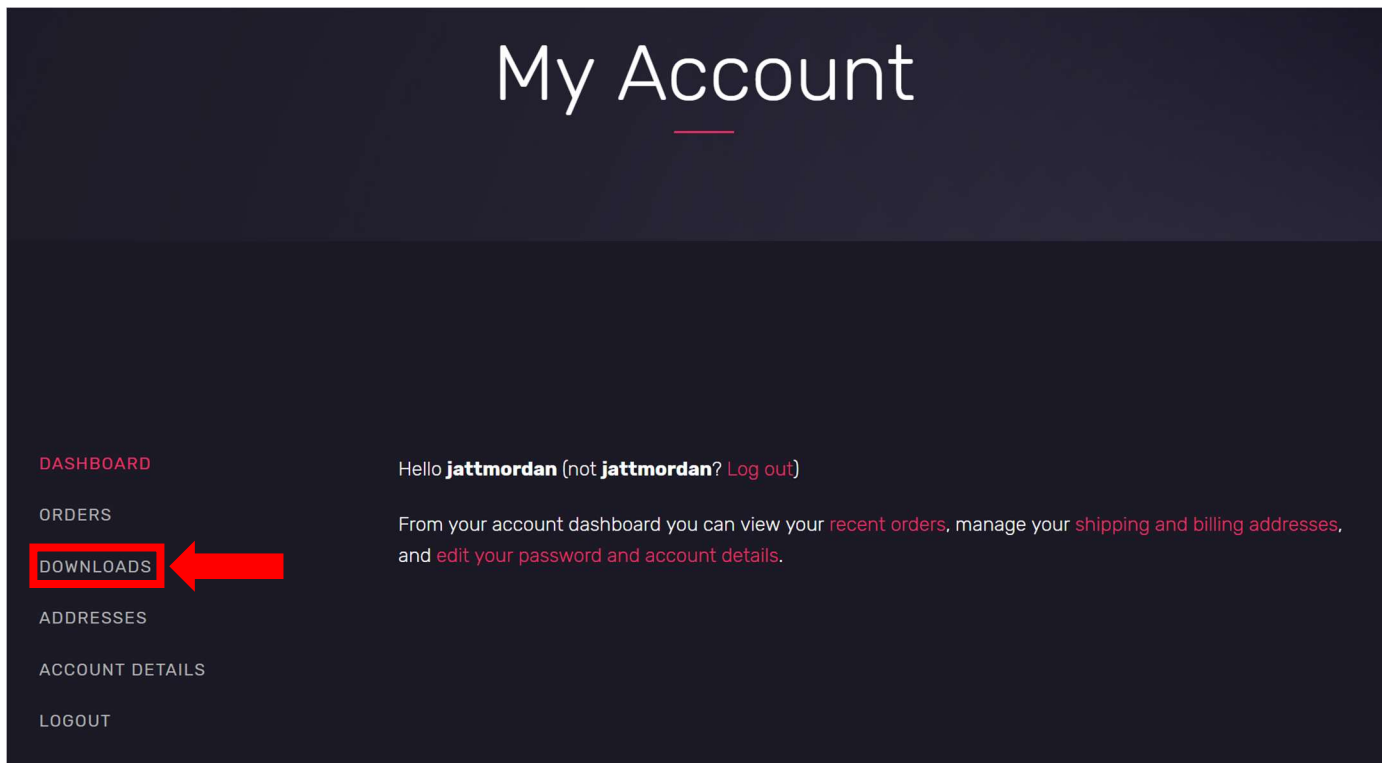 My Account
DASHBOARD
ORDERS
DOWNLOADS
ADDRESSES
ACCOUNT DETAILS
LOGOUT
Hello jattmordan (not jattmordan? Log out)
From your account dashboard you can view your recent orders, manage your shipping and billing addresses,
and edit your password and account details.